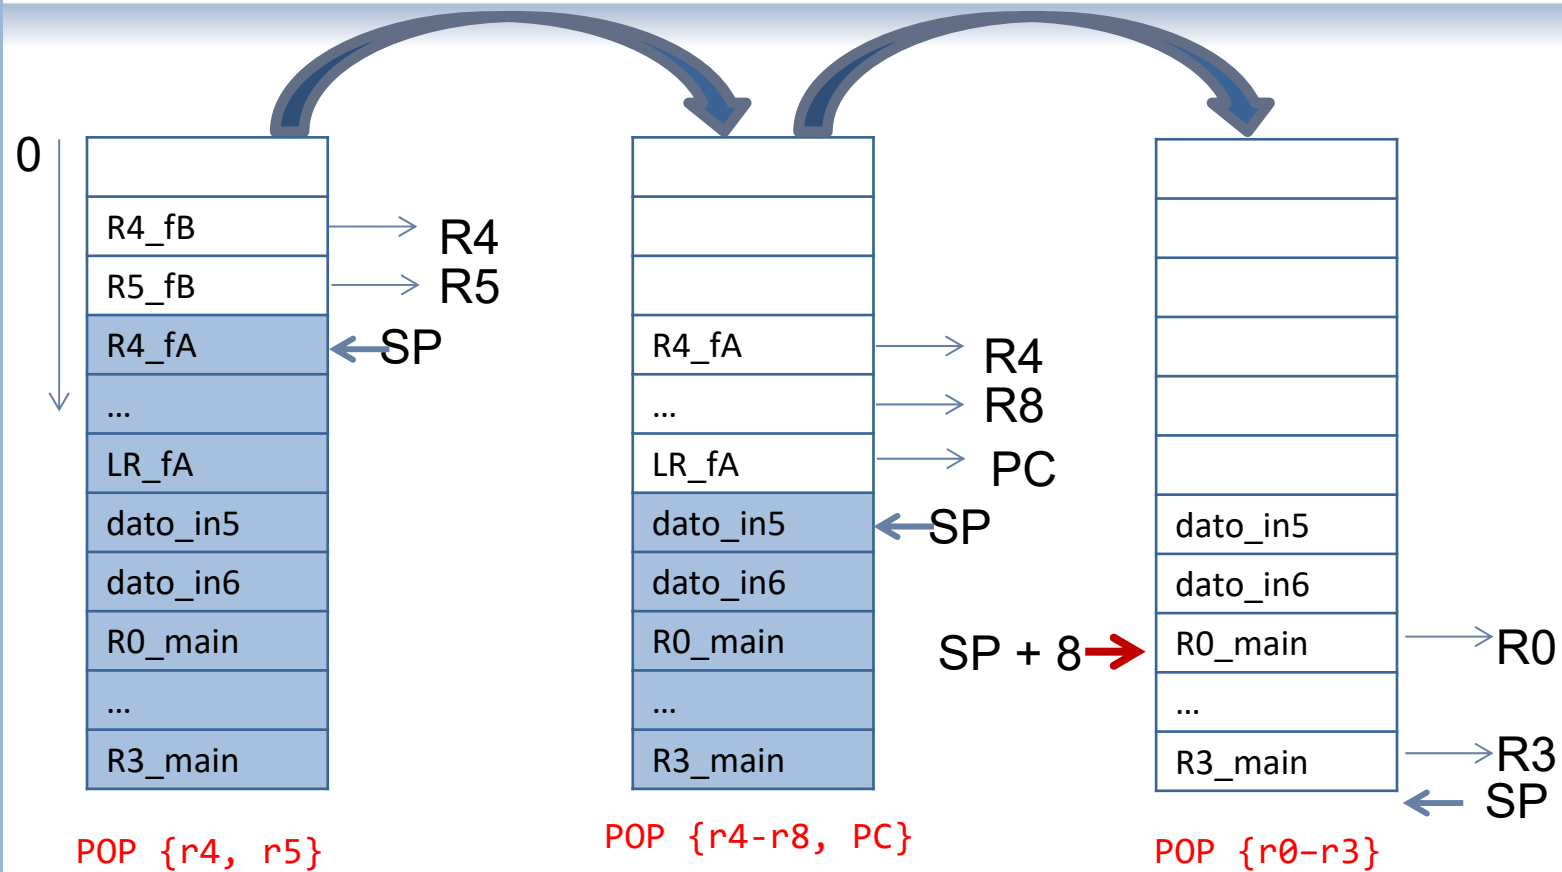 0
R4_fB
R5_fB
R4_fA
...
LR_fA
dato_in5
dato_in6
R0_main
...
R3_main
R4
R5
SP
POP {r4, r5}
R4_fA
...
LR_fA
dato_in5
dato_in6
R0_main
...
R3_main
R4
R8
PC
SP
POP {r4-r8, PC}
SP + 8
dato_in5
dato_in6
R0_main
...
R3_main
R0
R3
SP
POP {r0–r3}